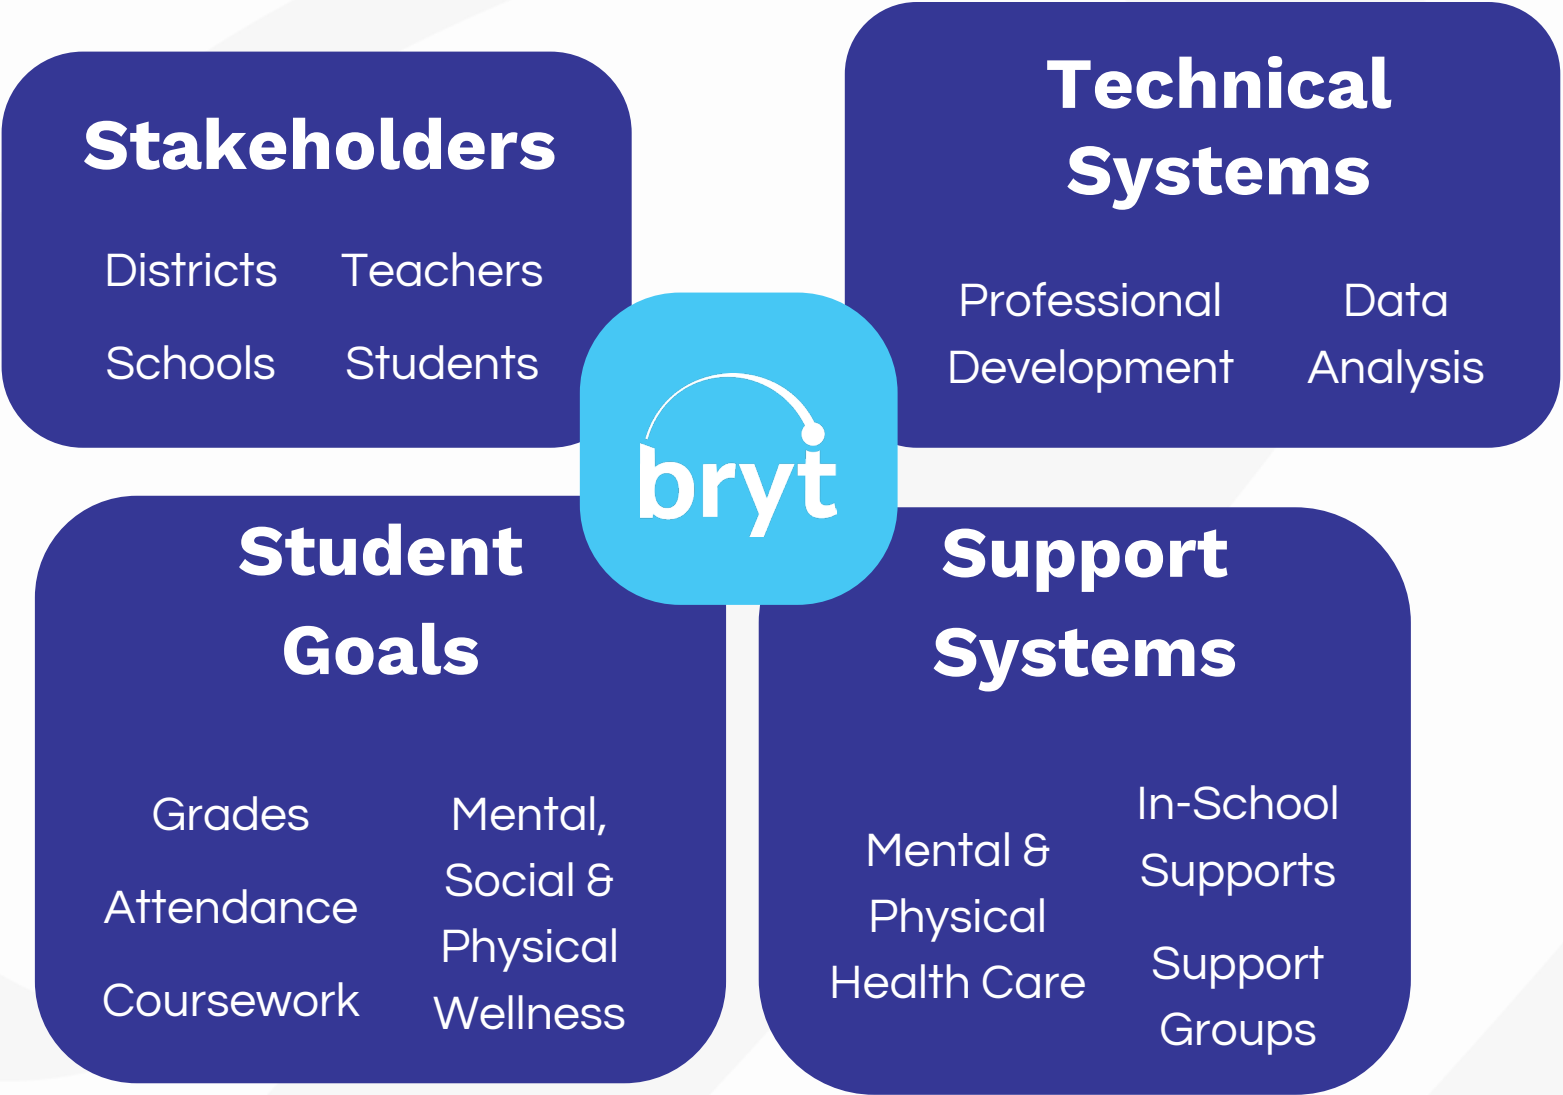 Stakeholders
Districts
Teachers
Schools
Students
Technical
Systems
Professional
Development
Data
Analysis
bryt
Student
Goals
Grades
Attendance
Coursework
Mental,
Social &
Physical
Wellness
Support
Systems
Mental &
Physical
Health Care
In-School
Supports
Support
Groups